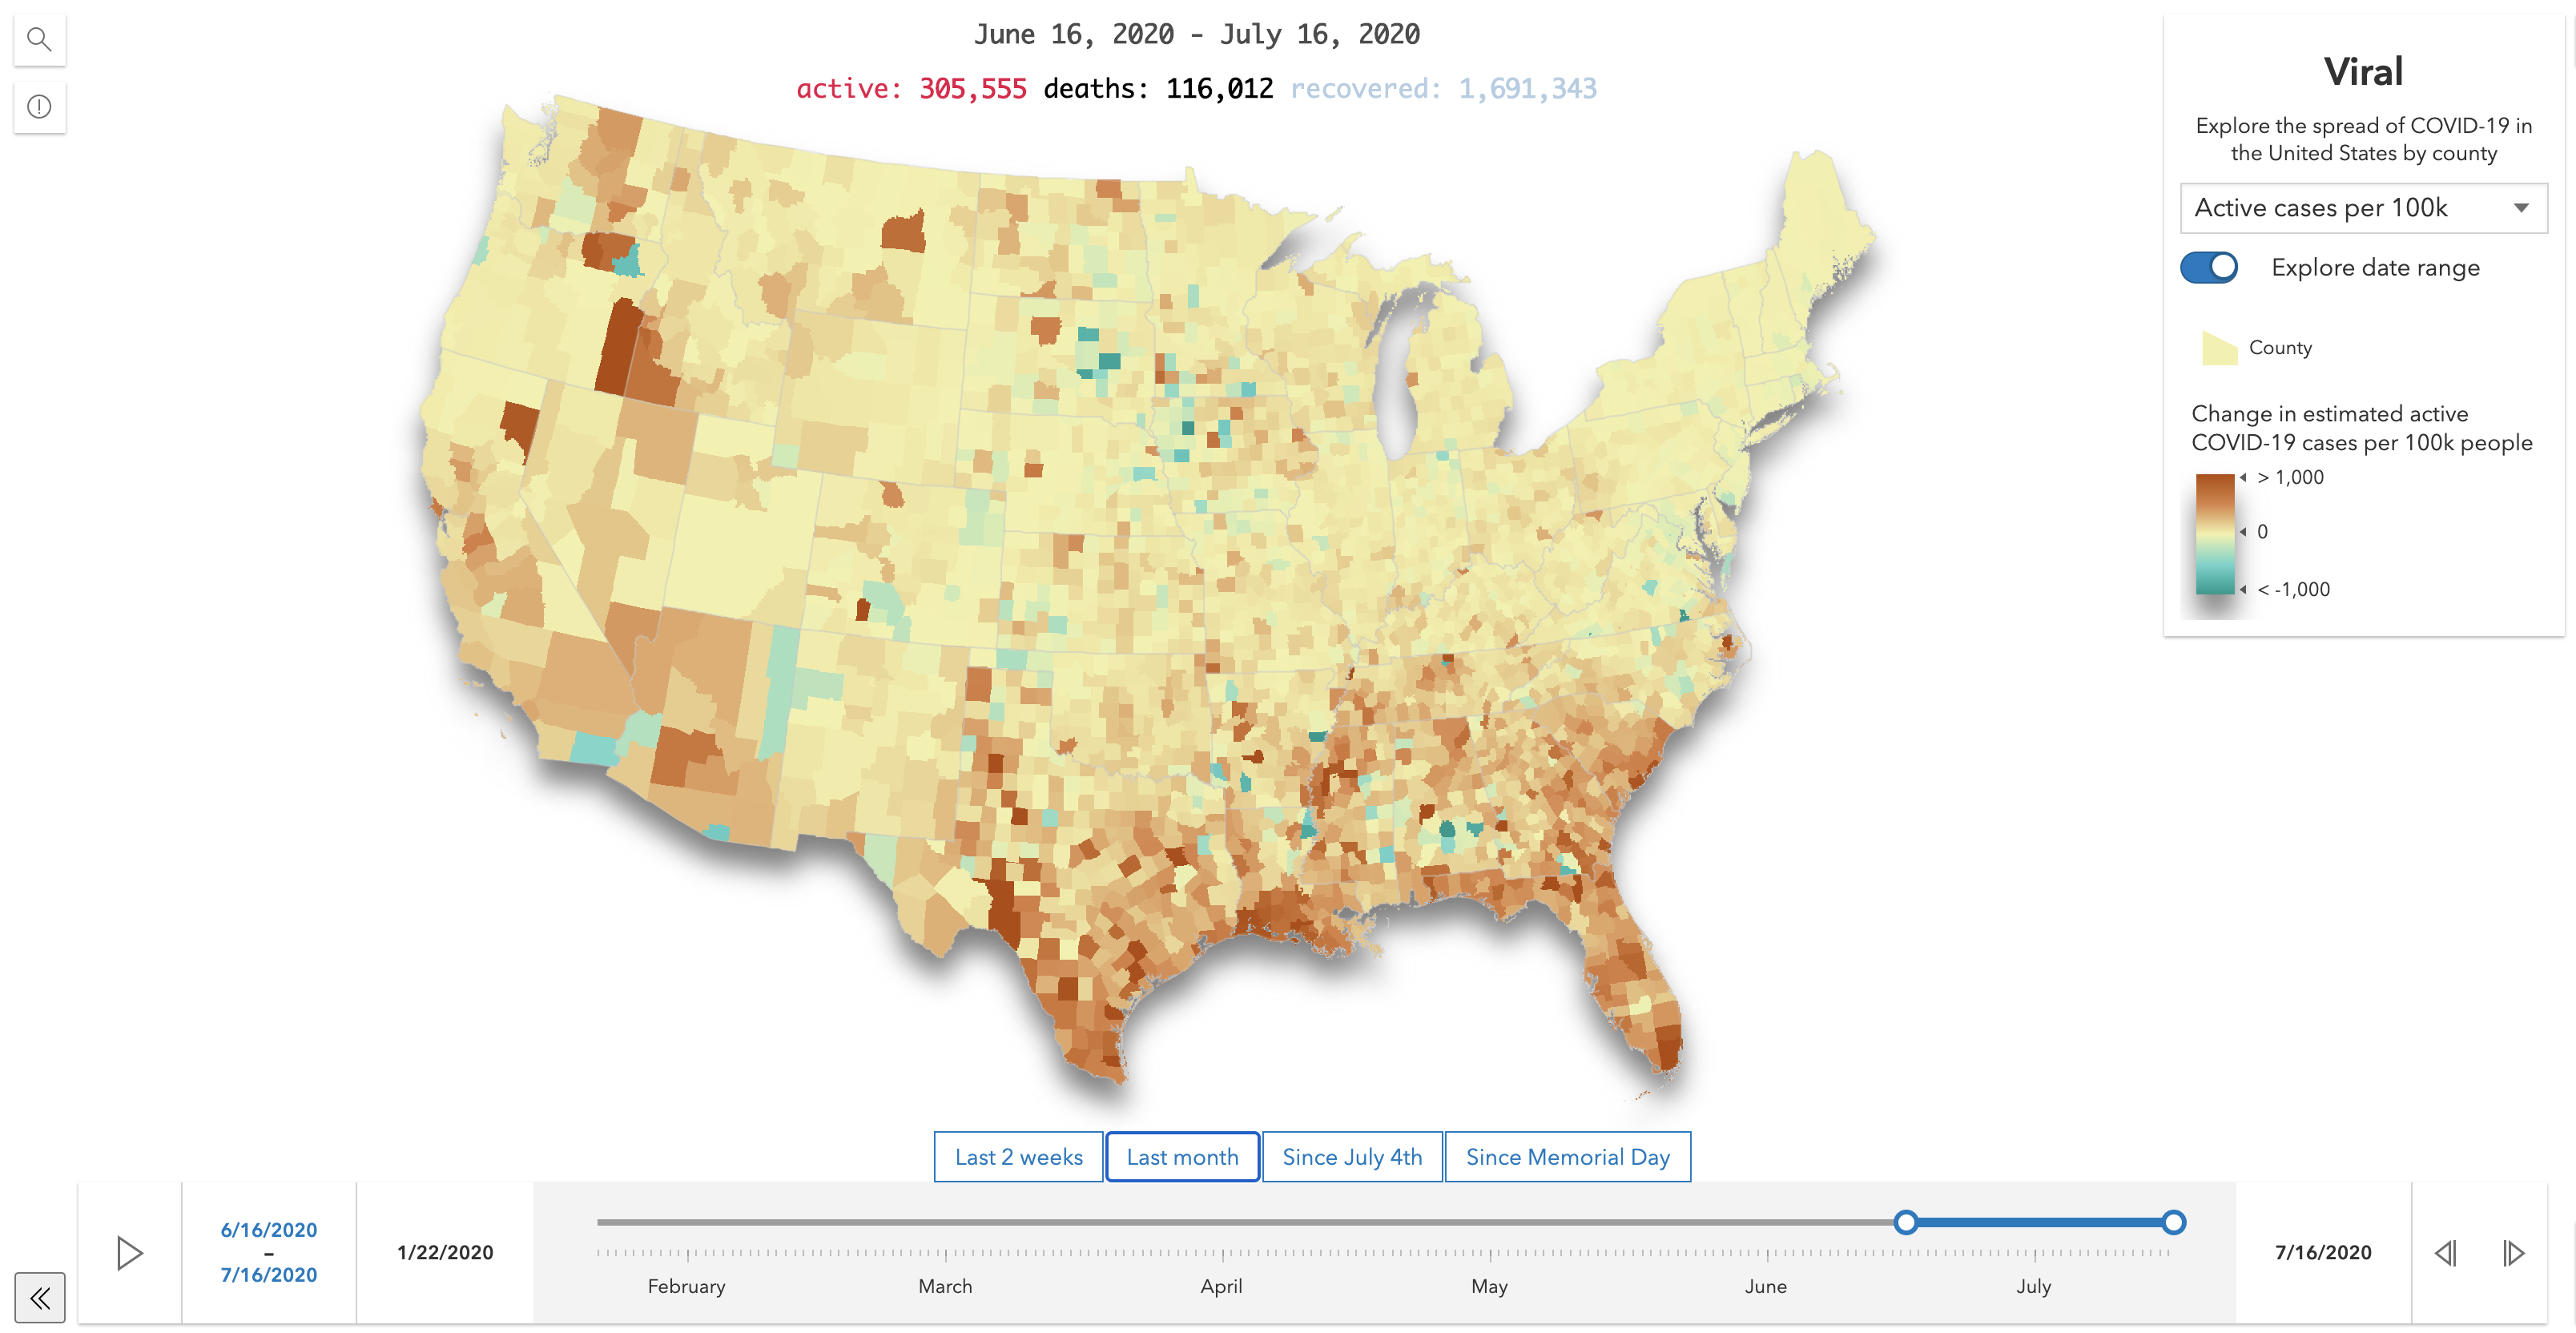 June 16, 2020 - July 16, 2020
active: 305,555 deaths: 116,012 recovered: 1,691,343
Viral
Explore the spread of COVID-19 in
the United States by county
Active cases per 100k
Explore date range
County
Change in estimated active
COVID-19 cases per 100k people
> 1,000
0
< -1,000
Last 2 weeks
Last month
Since July 4th
Since Memorial Day
6/16/2020
–
7/16/2020
1/22/2020
February
March
April
May
June
July
7/16/2020